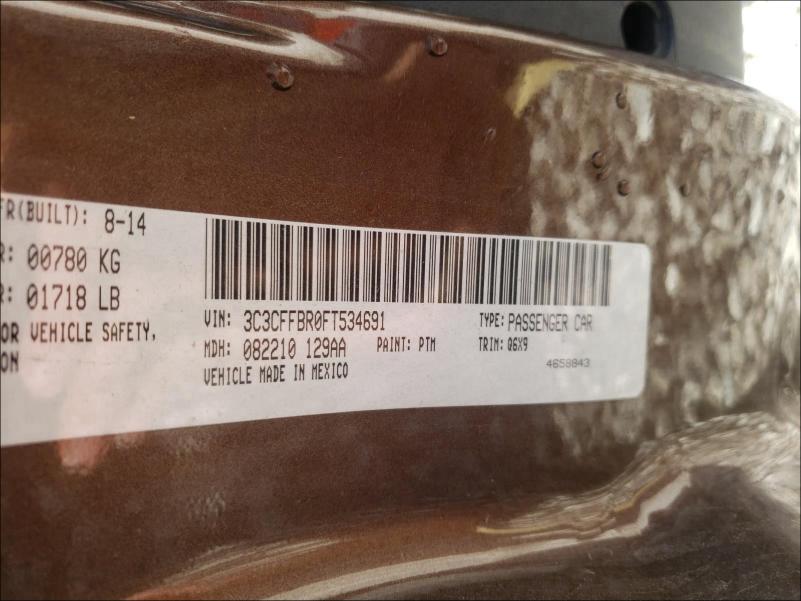 FR(BUILT): 8-14
R: 00780 KG
R: 01718 LB
OR VEHICLE SAFETY,
ON
VIN: 3C3CFFBR0FT534691 TYPE: PASSENGER CAR
MDH: 082210 129AA PAINT: PTM TRIM: Q6X9
VEHICLE MADE IN MEXICO 4658843